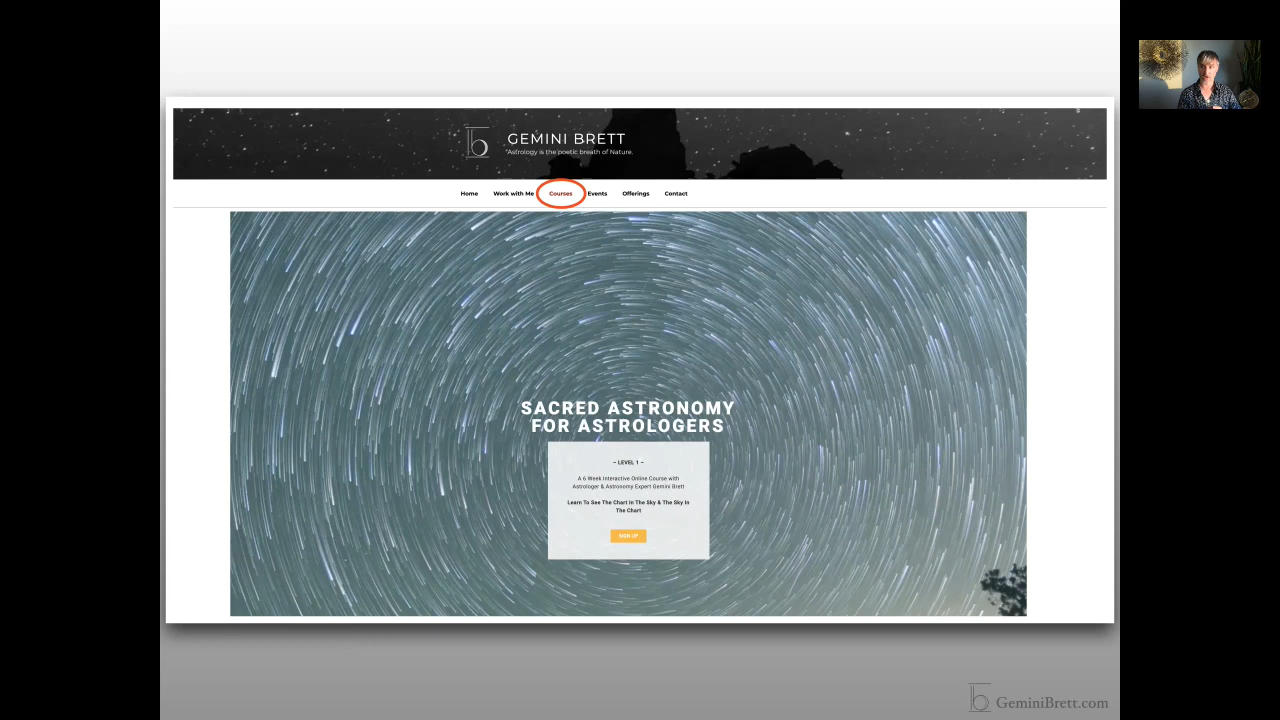 GEMINI BRETT
"Astrology is the poetic breath of Nature.
Home Work with Me Courses Events Offerings Contact
SACRED ASTRONOMY
FOR ASTROLOGERS
~ LEVEL 1 ~
A 6 Week Interactive Online Course with
Astrologer & Astronomy Expert Gemini Brett
Learn To See The Chart In The Sky & The Sky In
The Chart
SIGN UP
GeminiBrett.com